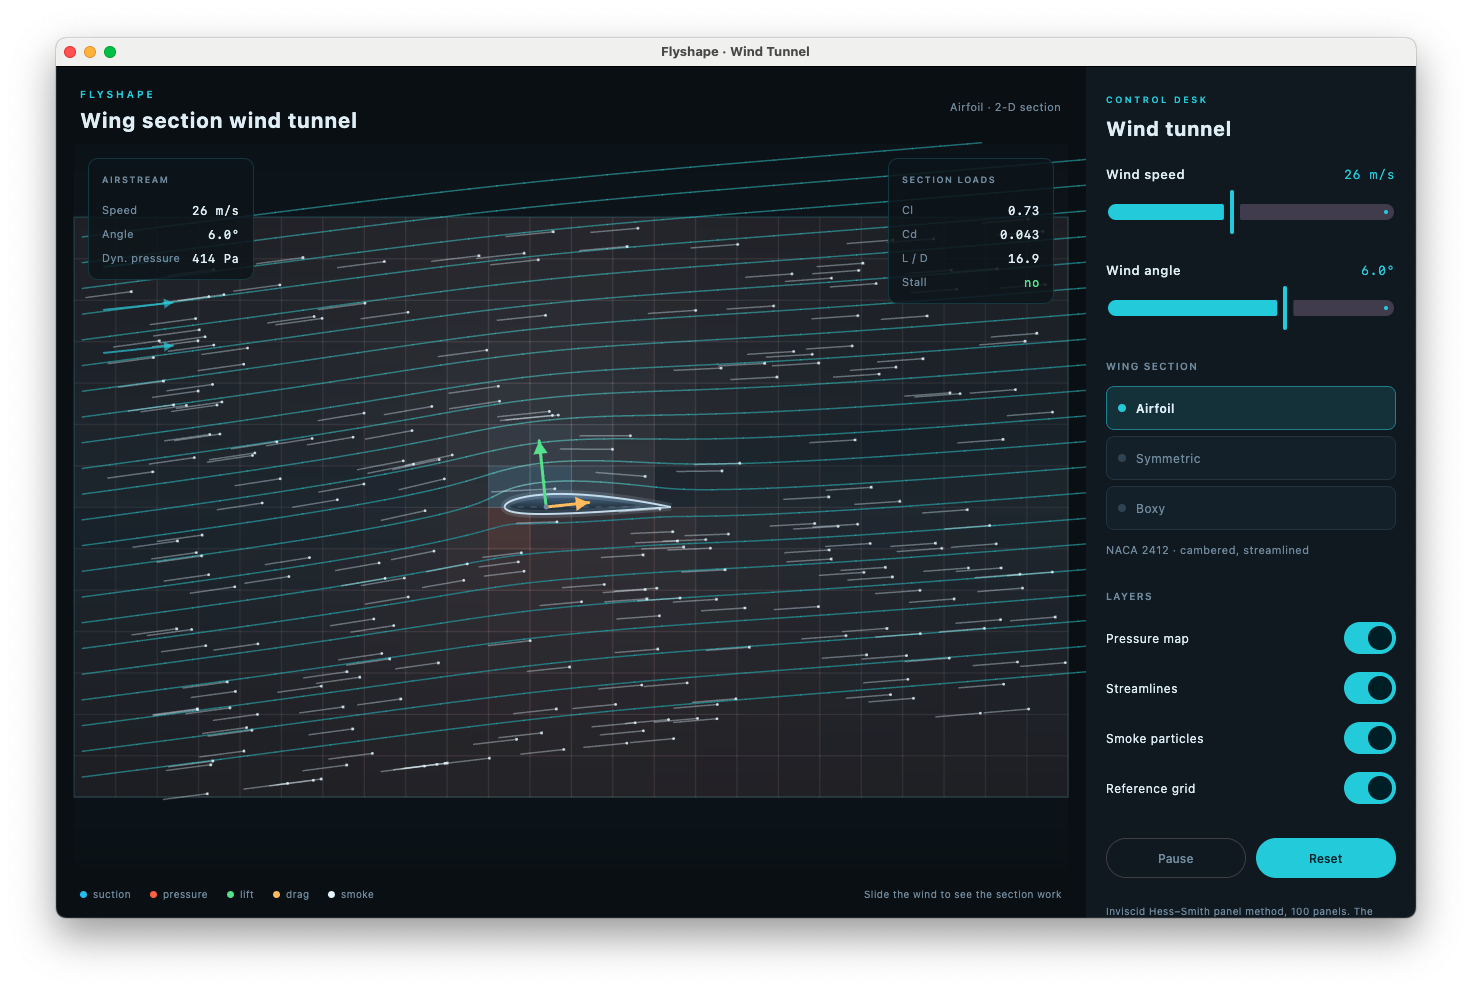 Flyshape · Wind Tunnel
FLYSHAPE
Wing section wind tunnel
Airfoil · 2-D section
AIRSTREAM
Speed 26 m/s
Angle 6.0°
Dyn. pressure 414 Pa
SECTION LOADS
Cl 0.73
Cd 0.043
L / D 16.9
Stall no
suction pressure lift drag smoke
Slide the wind to see the section work
CONTROL DESK
Wind tunnel
Wind speed 26 m/s
Wind angle 6.0°
WING SECTION
Airfoil
Symmetric
Boxy
NACA 2412 · cambered, streamlined
LAYERS
Pressure map
Streamlines
Smoke particles
Reference grid
Pause Reset
Inviscid Hess–Smith panel method, 100 panels. The